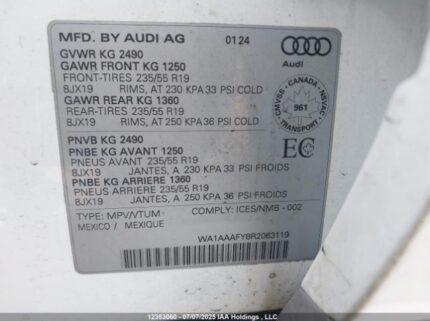 MFD. BY AUDI AG 01 24
GVWR KG 2490
GAWR FRONT KG 1250
FRONT-TIRES 235/55 R19
8JX19 RIMS, AT 230 KPA 33 PSI COLD
GAWR REAR KG 1360
REAR-TIRES 235/55 R19
8JX19 RIMS, AT 250 KPA 36 PSI COLD
Audi
CMVSS - CANADA - NSVAC
961
TRANSPORT
PNVB KG 2490
PNBE KG AVANT 1250
PNEUS AVANT 235/55 R19
8JX19 JANTES, A 230 KPA 33 PSI FROIDS
PNBE KG ARRIERE 1360
PNEUS ARRIERE 235/55 R19
8JX19 JANTES, A 250 KPA 36 PSI FROIDS
EC
TYPE: MPV/VTUM COMPLY: ICES/NMB - 002
MEXICO / MEXIQUE
WA1AAAFY8R2063119
12353060 - 07/07/2025 IAA Holdings , LLC